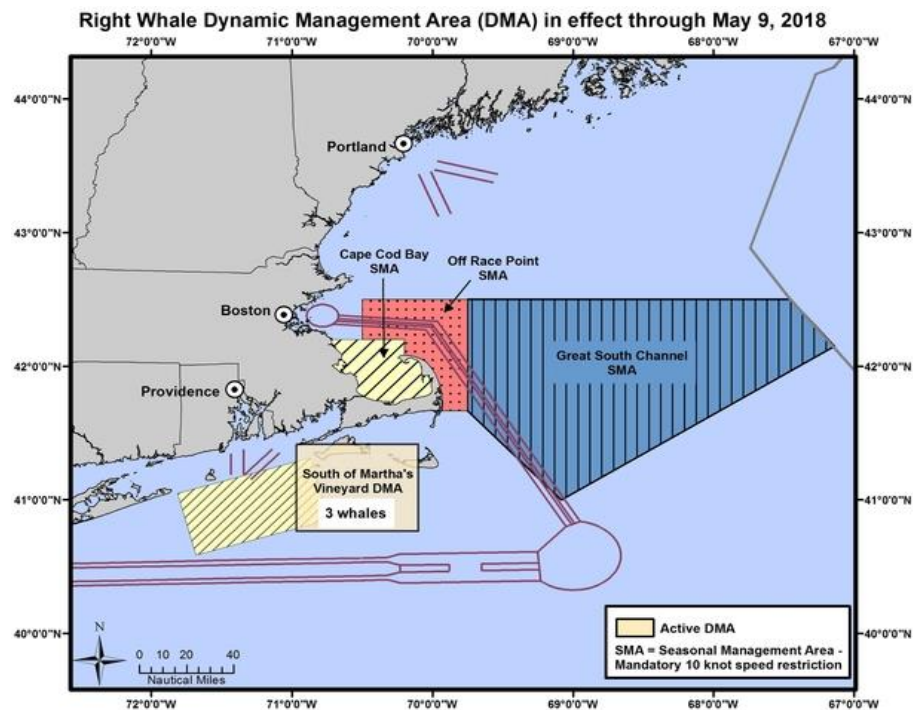 Right Whale Dynamic Management Area (DMA) in effect through May 9, 2018
72°0'0"W 71°0'0"W 70°0'0"W 69°0'0"W 68°0'0"W 67°0'0"W
44°0'0"N 44°0'0"N
Portland
43°0'0"N 43°0'0"N
Cape Cod Bay
SMA
Off Race Point
SMA
Boston
Great South Channel
SMA
42°0'0"N 42°0'0"N
Providence
South of Martha's
Vineyard DMA
3 whales
41°0'0"N 41°0'0"N
40°0'0"N 40°0'0"N
N
0 10 20 40
Nautical Miles
Active DMA
SMA = Seasonal Management Area -
Mandatory 10 knot speed restriction
72°0'0"W 71°0'0"W 70°0'0"W 69°0'0"W 68°0'0"W 67°0'0"W